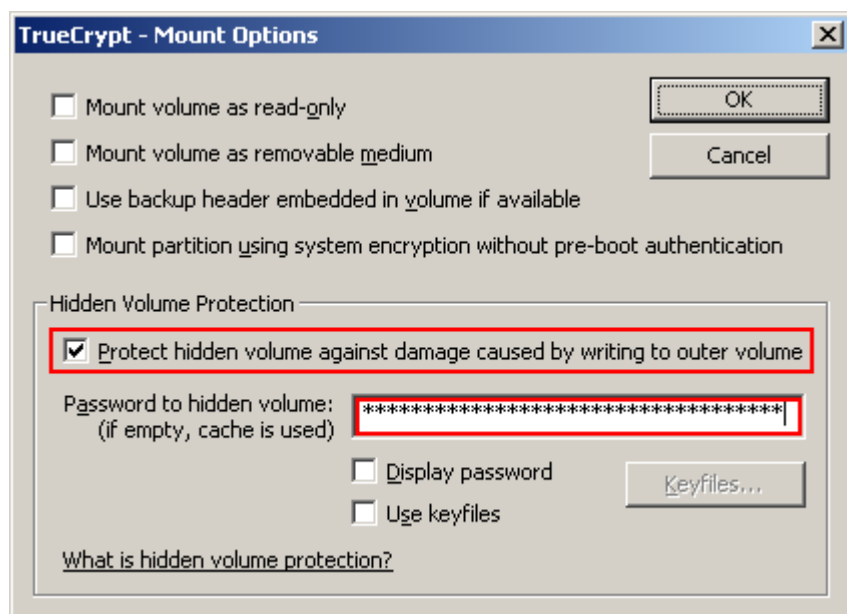 TrueCrypt - Mount Options
Mount volume as read-only
OK
Mount volume as removable medium
Cancel
Use backup header embedded in volume if available
Mount partition using system encryption without pre-boot authentication
Hidden Volume Protection
Protect hidden volume against damage caused by writing to outer volume
Password to hidden volume:
***********************************
(if empty, cache is used)
Display password
Keyfiles...
Use keyfiles
What is hidden volume protection?